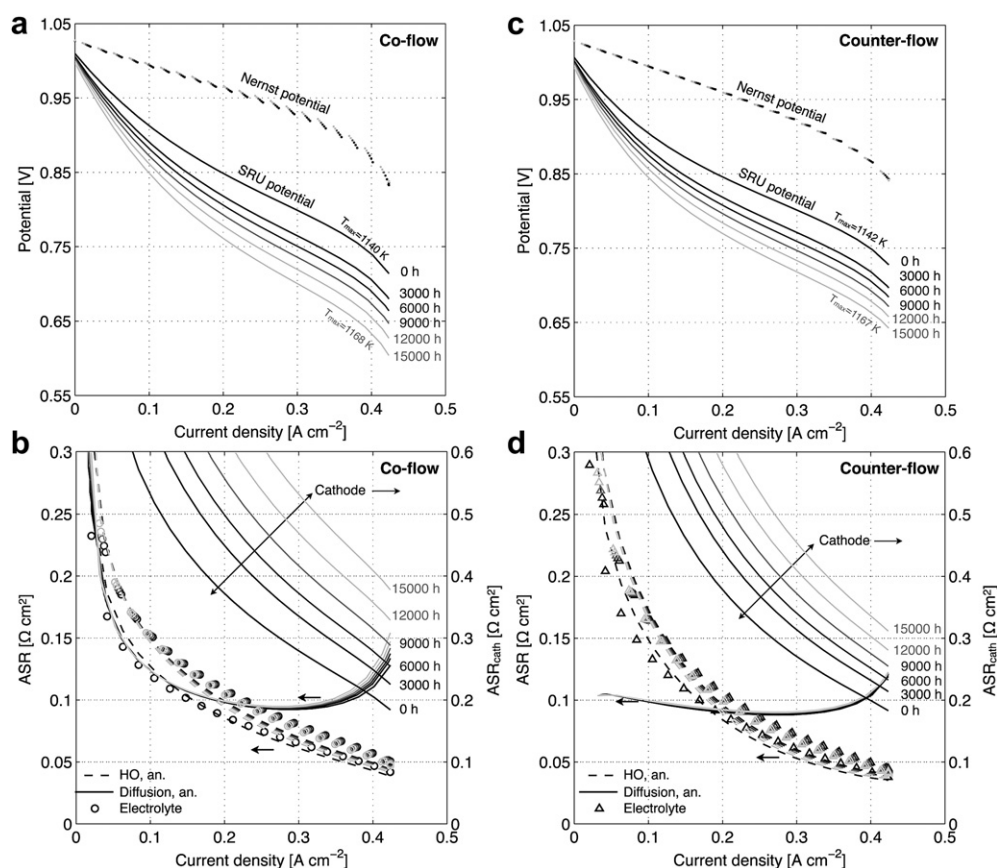 a
Co-flow
1.05
0.95
0.85
0.75
0.65
0.55
Potential [V]
Nernst potential
SRU potential
Tmax=1140 K
0 h
3000 h
6000 h
9000 h
12000 h
15000 h
Tmax=1168 K
0 0.1 0.2 0.3 0.4 0.5
Current density [A cm⁻²]
c
Counter-flow
1.05
0.95
0.85
0.75
0.65
0.55
Potential [V]
Nernst potential
SRU potential
Tmax=1142 K
0 h
3000 h
6000 h
9000 h
12000 h
15000 h
Tmax=1167 K
0 0.1 0.2 0.3 0.4 0.5
Current density [A cm⁻²]
b
Co-flow
0.3
0.25
0.2
0.15
0.1
0.05
0
ASR [Ω cm²]
Cathode
15000 h
12000 h
9000 h
6000 h
3000 h
0 h
HO, an.
Diffusion, an.
Electrolyte
0.6
0.5
0.4
0.3
0.2
0.1
0
ASRcath [Ω cm²]
0 0.1 0.2 0.3 0.4 0.5
Current density [A cm⁻²]
d
Counter-flow
0.3
0.25
0.2
0.15
0.1
0.05
0
ASR [Ω cm²]
Cathode
15000 h
12000 h
9000 h
6000 h
3000 h
0 h
HO, an.
Diffusion, an.
Electrolyte
0.6
0.5
0.4
0.3
0.2
0.1
0
ASRcath [Ω cm²]
0 0.1 0.2 0.3 0.4 0.5
Current density [A cm⁻²]